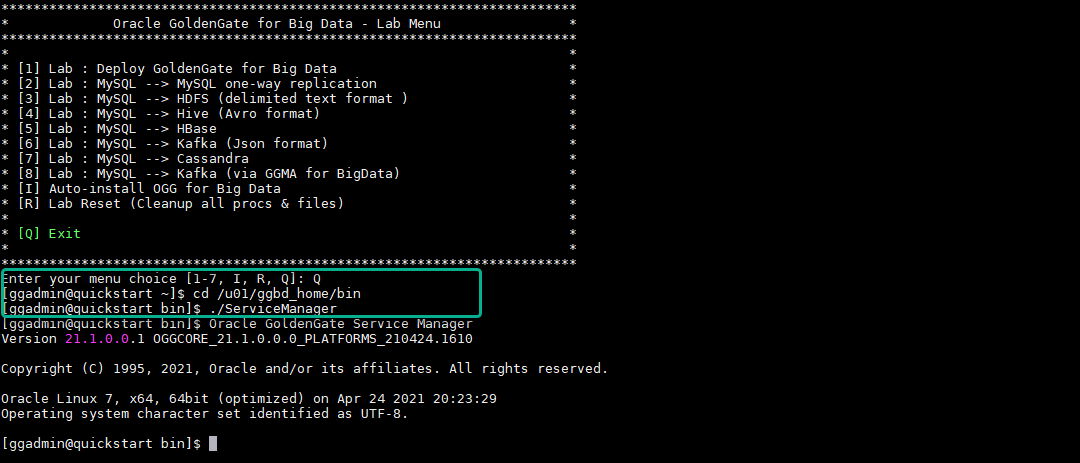 ************************************************************************
* Oracle GoldenGate for Big Data - Lab Menu *
************************************************************************
* *
* [1] Lab : Deploy GoldenGate for Big Data *
* [2] Lab : MySQL --> MySQL one-way replication *
* [3] Lab : MySQL --> HDFS (delimited text format ) *
* [4] Lab : MySQL --> Hive (Avro format) *
* [5] Lab : MySQL --> HBase *
* [6] Lab : MySQL --> Kafka (Json format) *
* [7] Lab : MySQL --> Cassandra *
* [8] Lab : MySQL --> Kafka (via GGMA for BigData) *
* [I] Auto-install OGG for Big Data *
* [R] Lab Reset (Cleanup all procs & files) *
* *
* [Q] Exit *
* *
************************************************************************
Enter your menu choice [1-7, I, R, Q]: Q
[ggadmin@quickstart ~]$ cd /u01/ggbd_home/bin
[ggadmin@quickstart bin]$ ./ServiceManager
[ggadmin@quickstart bin]$ Oracle GoldenGate Service Manager
Version 21.1.0.0.1 OGGCORE_21.1.0.0.0_PLATFORMS_210424.1610
Copyright (C) 1995, 2021, Oracle and/or its affiliates. All rights reserved.
Oracle Linux 7, x64, 64bit (optimized) on Apr 24 2021 20:23:29
Operating system character set identified as UTF-8.
[ggadmin@quickstart bin]$